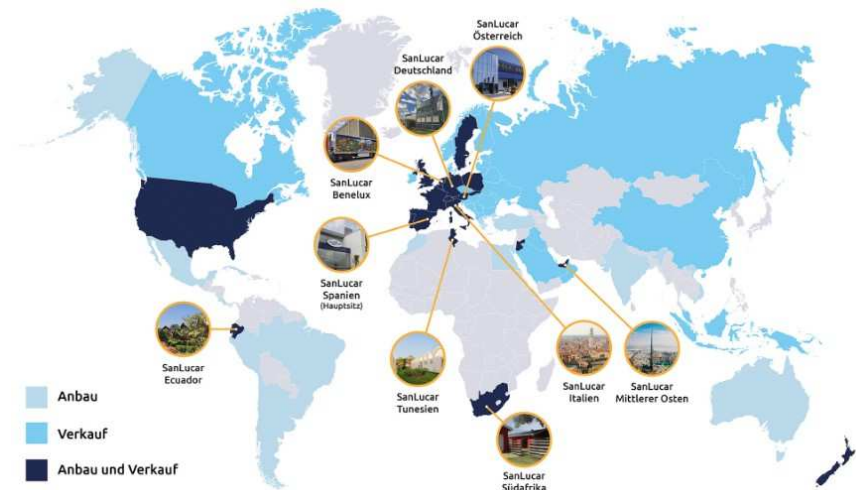 SanLucar
Österreich
SanLucar
Deutschland
SanLucar
Benelux
SanLucar
Spanien
(Hauptsitz)
SanLucar
Ecuador
SanLucar
Tunesien
SanLucar
Italien
SanLucar
Mittlerer Osten
SanLucar
Südafrika
Anbau
Verkauf
Anbau und Verkauf